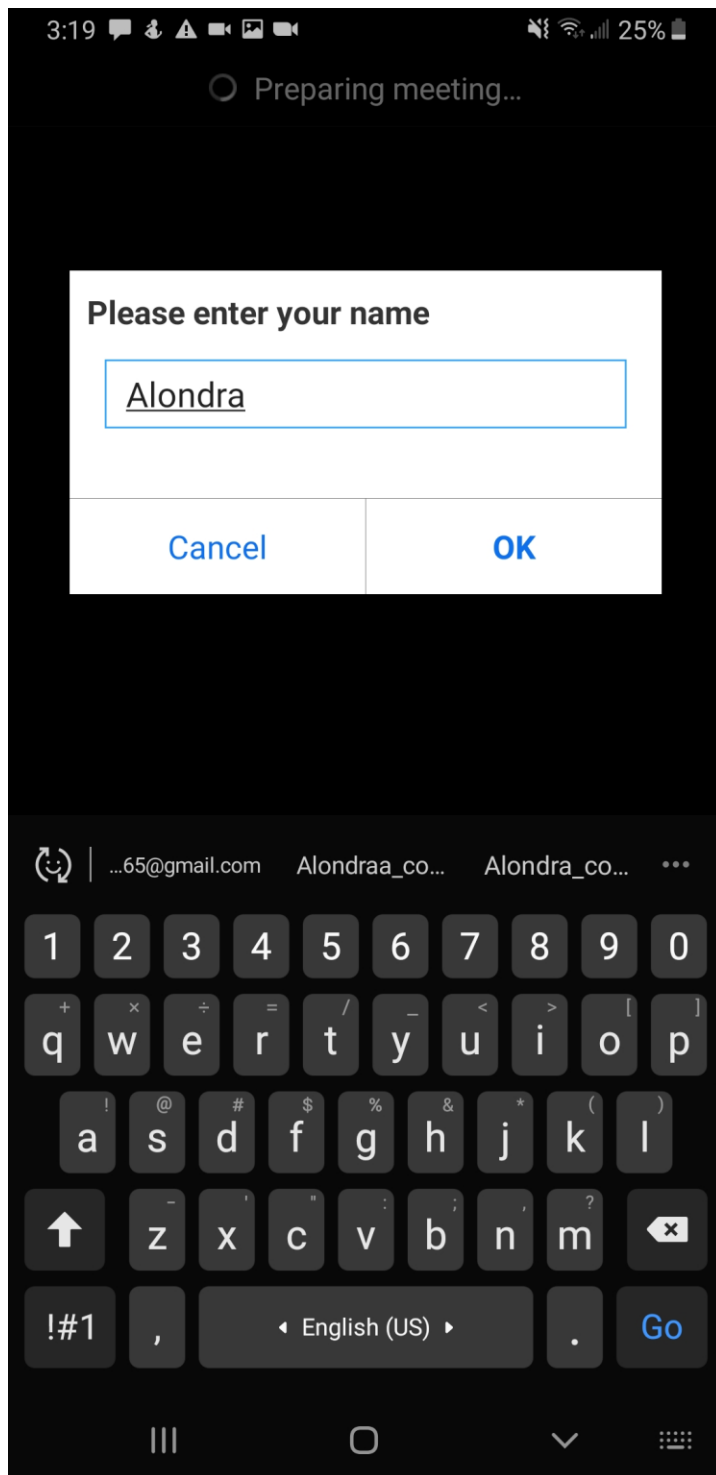 3:19 25%
Preparing meeting...
Please enter your name
Alondra
Cancel OK
...65@gmail.com Alondraa_co... Alondra_co...
1 2 3 4 5 6 7 8 9 0
+ × ÷ = / _ < > [ ]
q w e r t y u i o p
! @ # $ % & * ( )
a s d f g h j k l
- ' " : ; , ?
z x c v b n m
!#1 , English (US) . Go